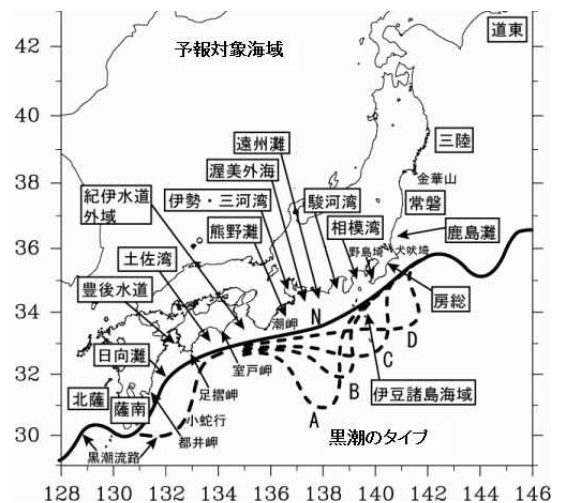 予報対象海域
道東
三陸
金華山
遠州灘
渥美外海
伊勢・三河湾
駿河湾
常磐
紀伊水道
外域
熊野灘
相模湾
鹿島灘
野島埼
犬吠埼
土佐湾
豊後水道
潮岬
N
房総
日向灘
室戸岬
D
C
B
A
伊豆諸島海域
足摺岬
北薩
薩南
小蛇行
都井岬
黒潮流路
黒潮のタイプ
42
40
38
36
34
32
30
128 130 132 134 136 138 140 142 144 146